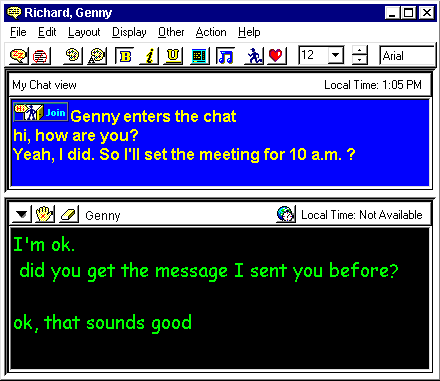 Richard, Genny
File Edit Layout Display Other Action Help
B i U 12 Arial
My Chat view Local Time: 1:05 PM
Hi Join Genny enters the chat
hi, how are you?
Yeah, I did. So I'll set the meeting for 10 a.m. ?
Genny Local Time: Not Available
I'm ok.
did you get the message I sent you before?
ok, that sounds good